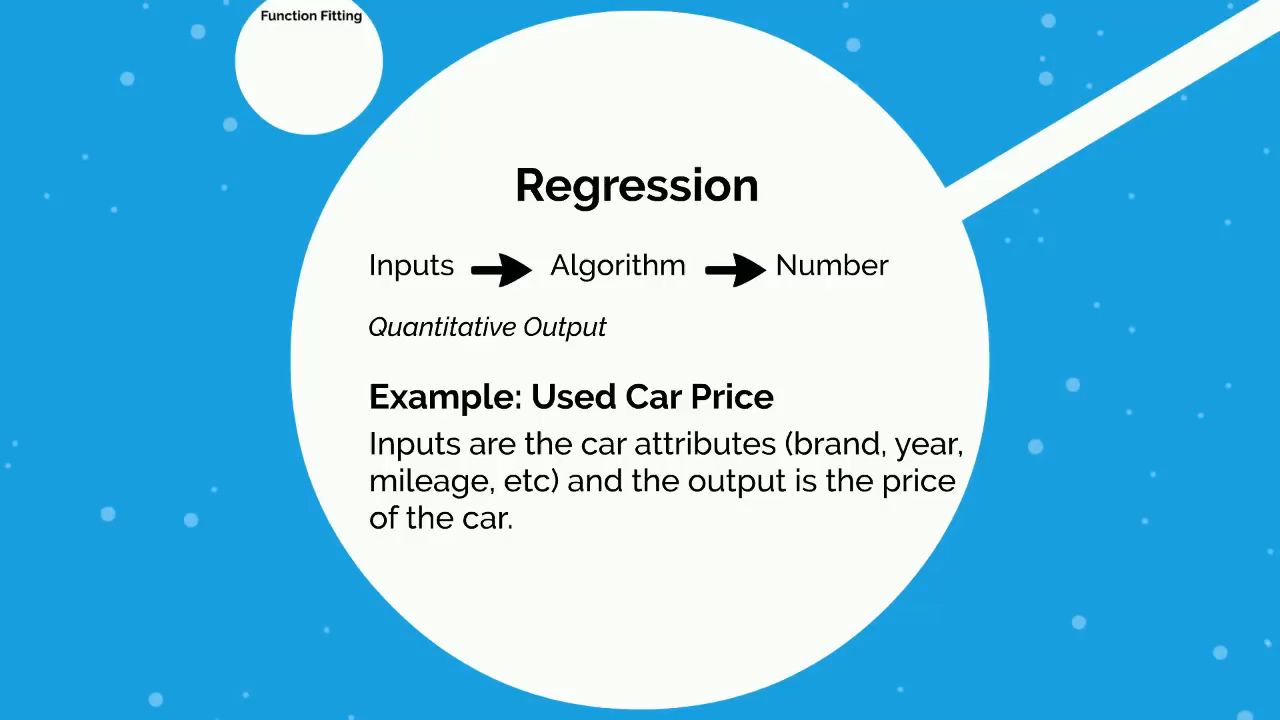 Function Fitting
Regression
Inputs Algorithm Number
Quantitative Output
Example: Used Car Price
Inputs are the car attributes (brand, year,
mileage, etc) and the output is the price
of the car.